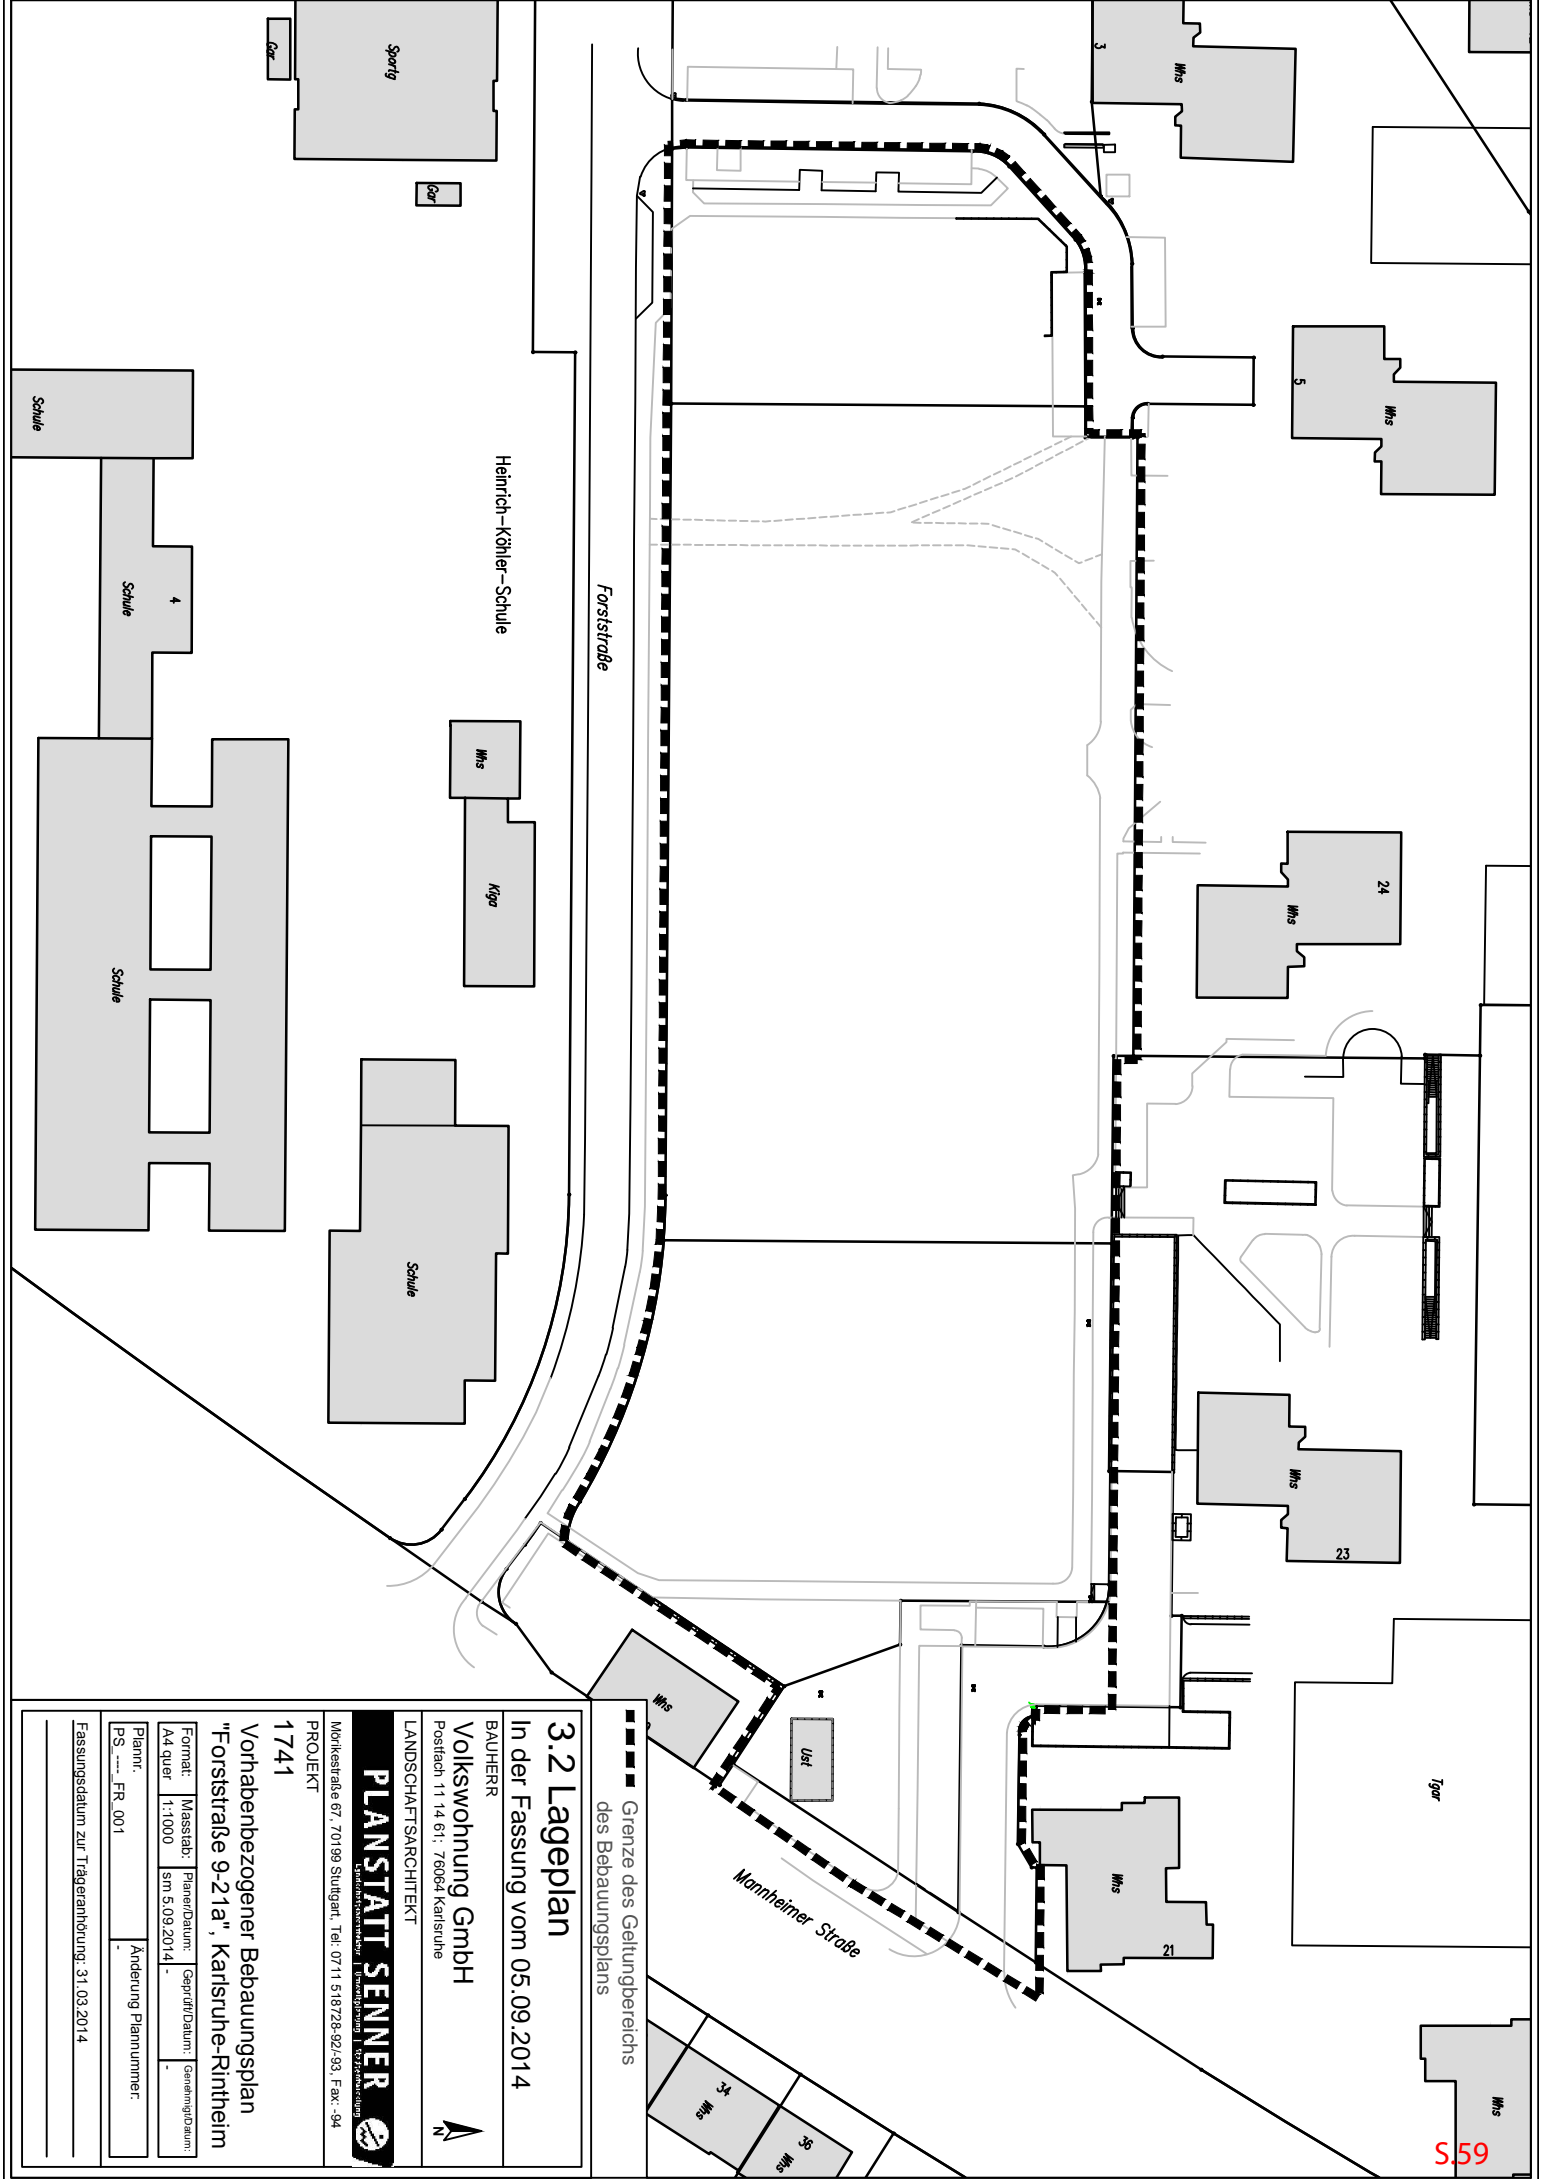 Sportg
Gar
Gar
Whs
3
Whs
5
Schule
Heinrich-Köhler-Schule
4
Schule
Forststraße
Whs
Kiga
Schule
Schule
24
Whs
Whs
23
Tgar
Whs
Ust
Whs
21
Mannheimer Straße
34
Whs
36
Whs
Whs
Grenze des Geltungbereichs
des Bebauungsplans
3.2 Lageplan
In der Fassung vom 05.09.2014
BAUHERR
Volkswohnung GmbH
Postfach 11 14 61; 76064 Karlsruhe
N
LANDSCHAFTSARCHITEKT
PLANSTATT SENNER
Landschaftsarchitektur | Umweltplanung | Stadtentwicklung
Mörikestraße 67, 70199 Stuttgart, Tel: 0711 518728-92/-93, Fax: -94
PROJEKT
1741
Vorhabenbezogener Bebauungsplan
"Forststraße 9-21a", Karlsruhe-Rintheim
Format: Masstab: Planer/Datum: Geprüft/Datum: Genehmigt/Datum:
A4 quer 1:1000 sm 5.09.2014 - -
Plannr. Änderung Plannummer:
PS_----_FR_001 -
Fassungsdatum zur Trägeranhörung: 31.03.2014
S.59